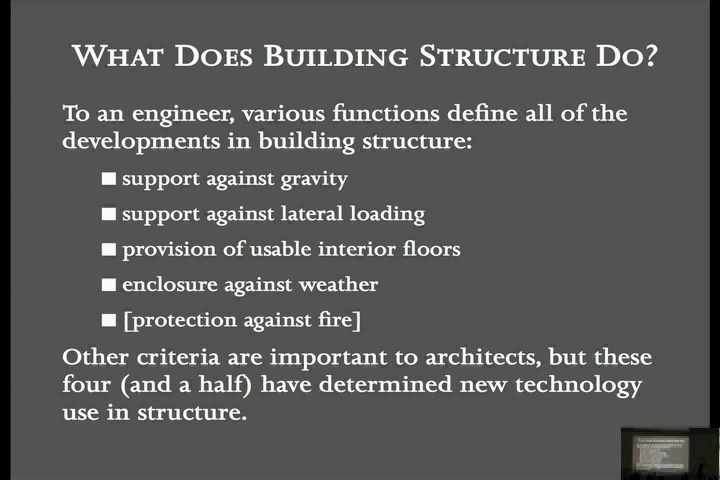 What Does Building Structure Do?
To an engineer, various functions define all of the
developments in building structure:
■ support against gravity
■ support against lateral loading
■ provision of usable interior floors
■ enclosure against weather
■ [protection against fire]
Other criteria are important to architects, but these
four (and a half) have determined new technology
use in structure.